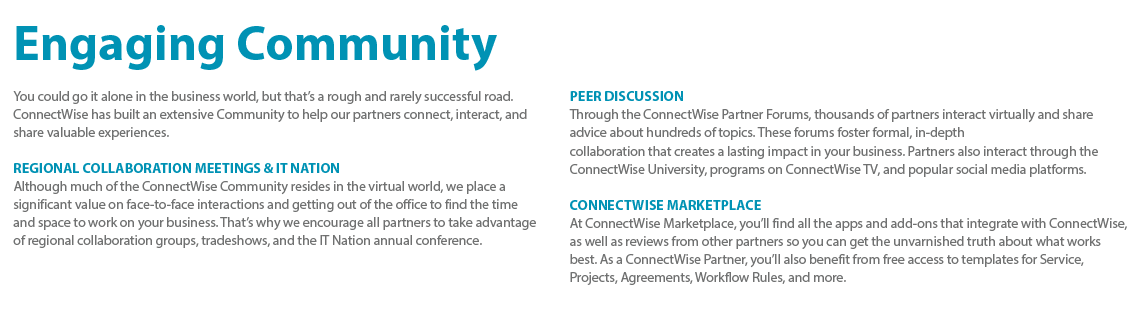 Engaging Community
You could go it alone in the business world, but that's a rough and rarely successful road.
ConnectWise has built an extensive Community to help our partners connect, interact, and
share valuable experiences.
REGIONAL COLLABORATION MEETINGS & IT NATION
Although much of the ConnectWise Community resides in the virtual world, we place a
significant value on face-to-face interactions and getting out of the office to find the time
and space to work on your business. That's why we encourage all partners to take advantage
of regional collaboration groups, tradeshows, and the IT Nation annual conference.
PEER DISCUSSION
Through the ConnectWise Partner Forums, thousands of partners interact virtually and share
advice about hundreds of topics. These forums foster formal, in-depth
collaboration that creates a lasting impact in your business. Partners also interact through the
ConnectWise University, programs on ConnectWise TV, and popular social media platforms.
CONNECTWISE MARKETPLACE
At ConnectWise Marketplace, you'll find all the apps and add-ons that integrate with ConnectWise,
as well as reviews from other partners so you can get the unvarnished truth about what works
best. As a ConnectWise Partner, you'll also benefit from free access to templates for Service,
Projects, Agreements, Workflow Rules, and more.